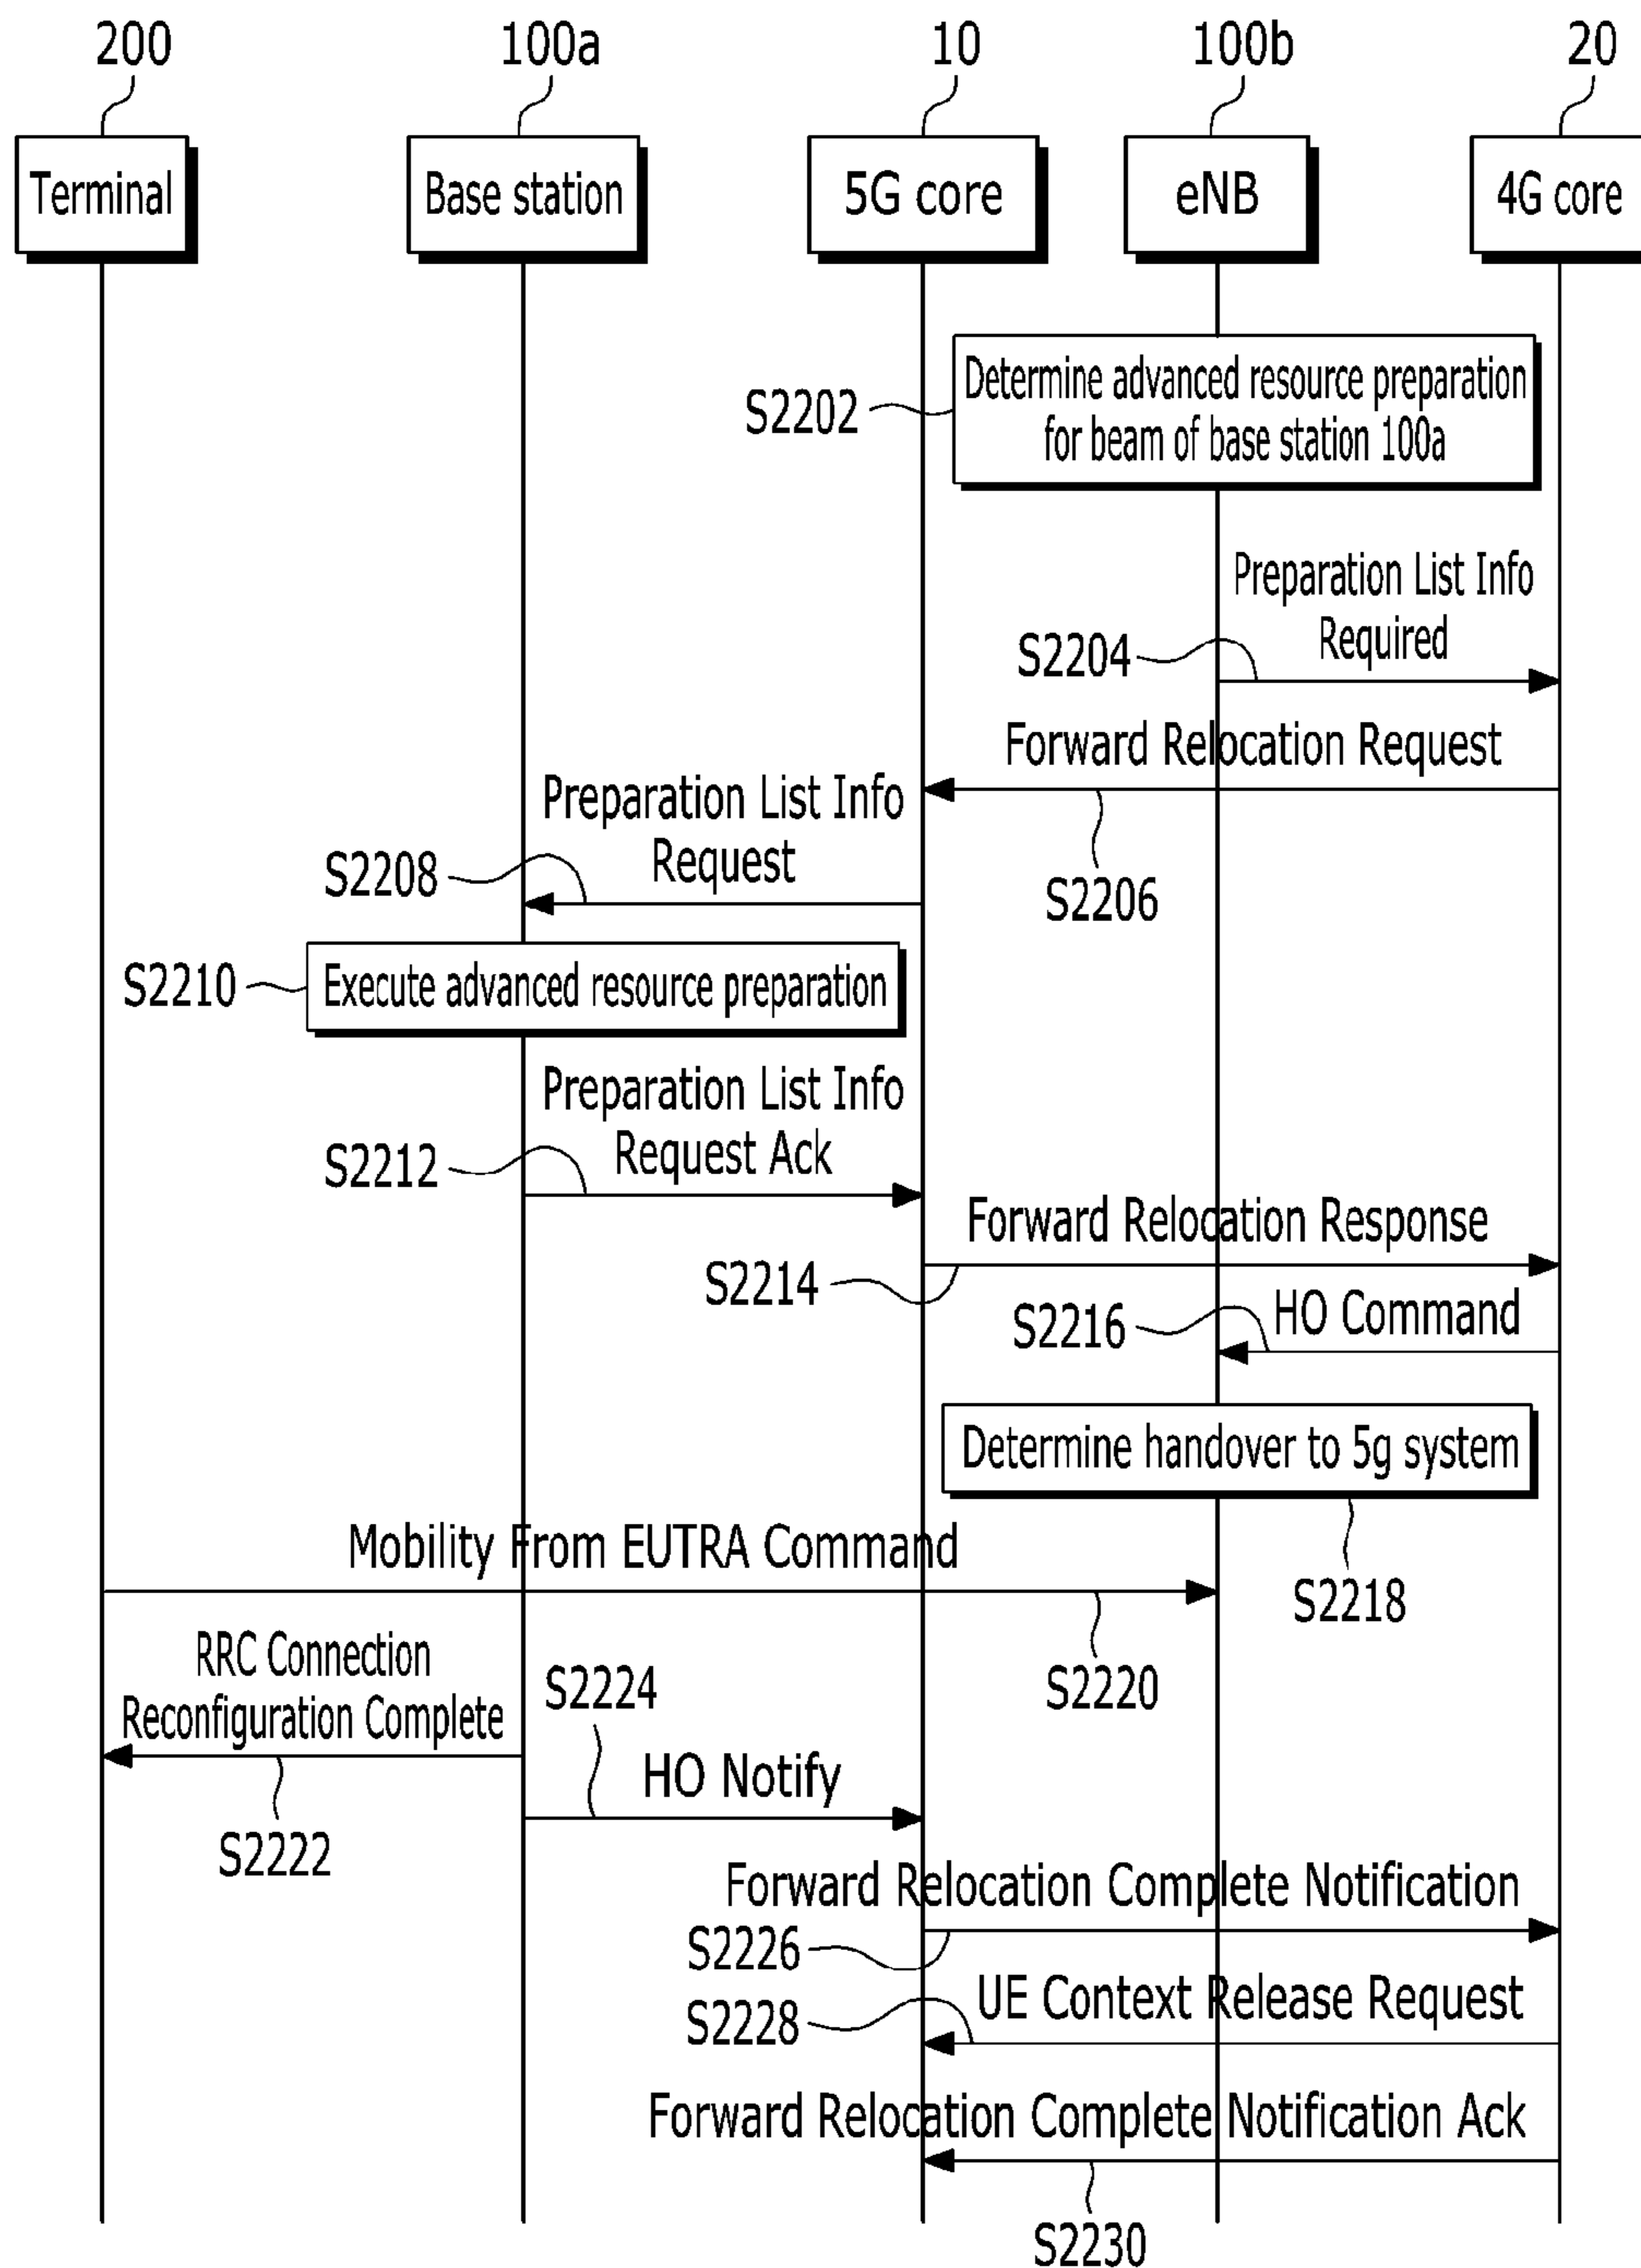 200
100a
10
100b
20
Terminal
Base station
5G core
eNB
4G core
Determine advanced resource preparation
for beam of base station 100a
S2202
Preparation List Info
Required
S2204
Forward Relocation Request
S2206
Preparation List Info
Request
S2208
Execute advanced resource preparation
S2210
Preparation List Info
Request Ack
S2212
Forward Relocation Response
S2214
HO Command
S2216
Determine handover to 5g system
S2218
Mobility From EUTRA Command
S2220
RRC Connection
Reconfiguration Complete
S2222
S2224
HO Notify
Forward Relocation Complete Notification
S2226
UE Context Release Request
S2228
Forward Relocation Complete Notification Ack
S2230